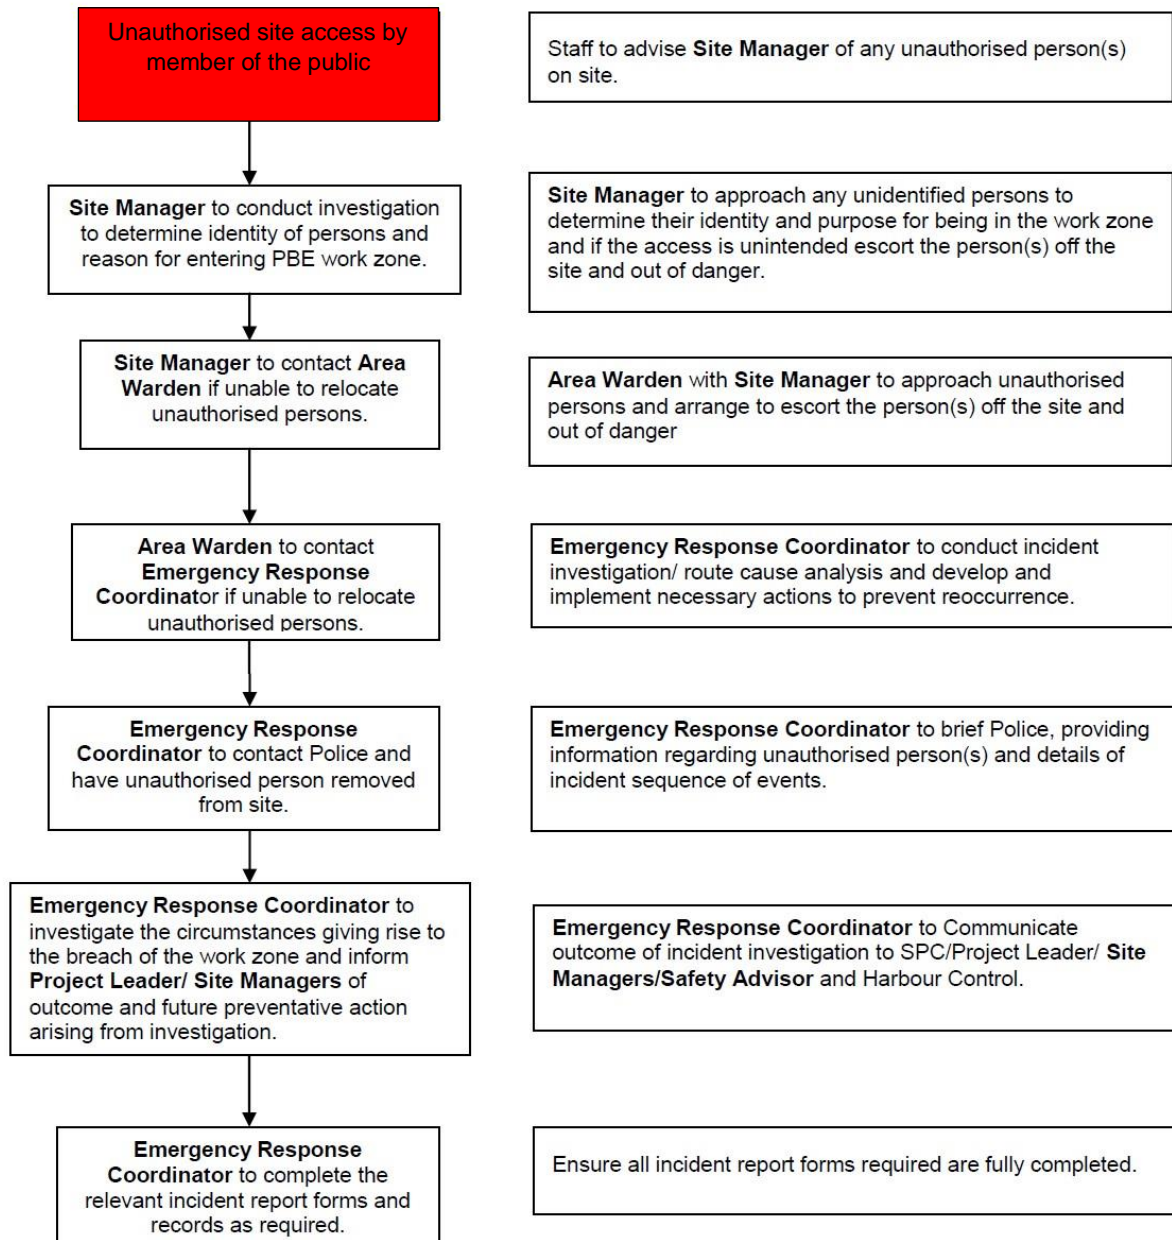 Unauthorised site access by
member of the public
Staff to advise Site Manager of any unauthorised person(s)
on site.
Site Manager to conduct investigation
to determine identity of persons and
reason for entering PBE work zone.
Site Manager to approach any unidentified persons to
determine their identity and purpose for being in the work zone
and if the access is unintended escort the person(s) off the
site and out of danger.
Site Manager to contact Area
Warden if unable to relocate
unauthorised persons.
Area Warden with Site Manager to approach unauthorised
persons and arrange to escort the person(s) off the site and
out of danger
Area Warden to contact
Emergency Response
Coordinator if unable to relocate
unauthorised persons.
Emergency Response Coordinator to conduct incident
investigation/ route cause analysis and develop and
implement necessary actions to prevent reoccurrence.
Emergency Response
Coordinator to contact Police and
have unauthorised person removed
from site.
Emergency Response Coordinator to brief Police, providing
information regarding unauthorised person(s) and details of
incident sequence of events.
Emergency Response Coordinator to
investigate the circumstances giving rise to
the breach of the work zone and inform
Project Leader/ Site Managers of
outcome and future preventative action
arising from investigation.
Emergency Response Coordinator to Communicate
outcome of incident investigation to SPC/Project Leader/ Site
Managers/Safety Advisor and Harbour Control.
Emergency Response
Coordinator to complete the
relevant incident report forms and
records as required.
Ensure all incident report forms required are fully completed.